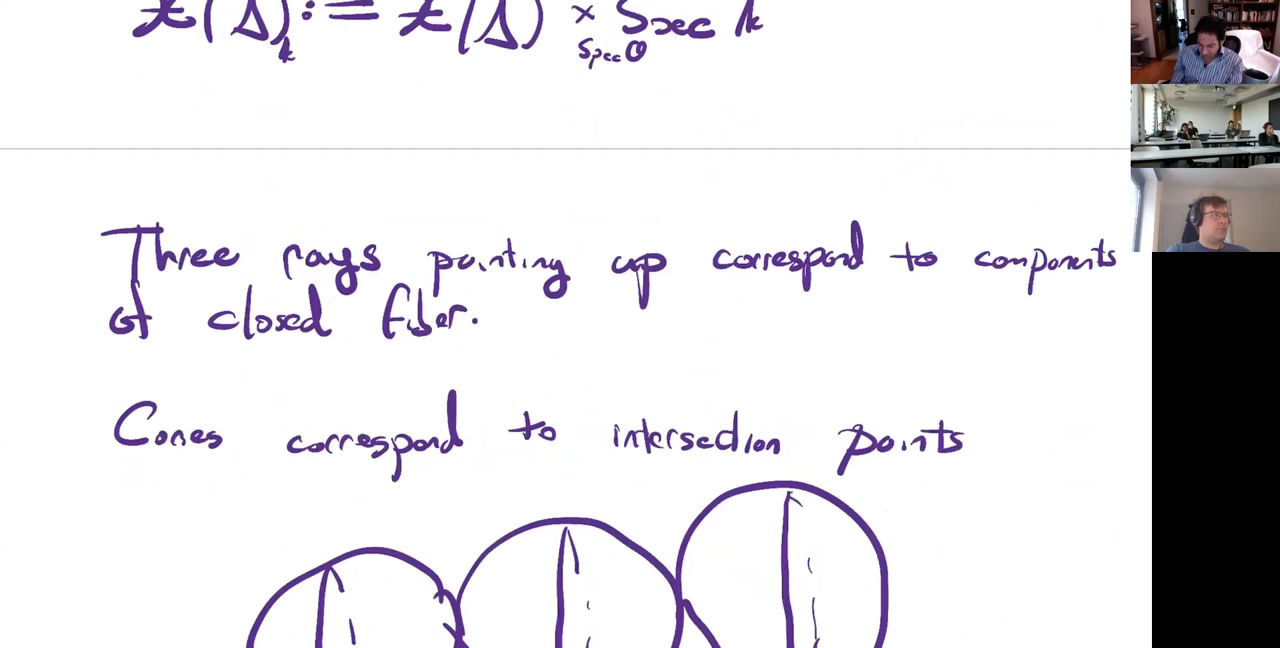 𝔛(Δ)_k := 𝔛(Δ) × Spec k
Spec O
Three rays pointing up correspond to components
of closed fiber.
Cones correspond to intersection points